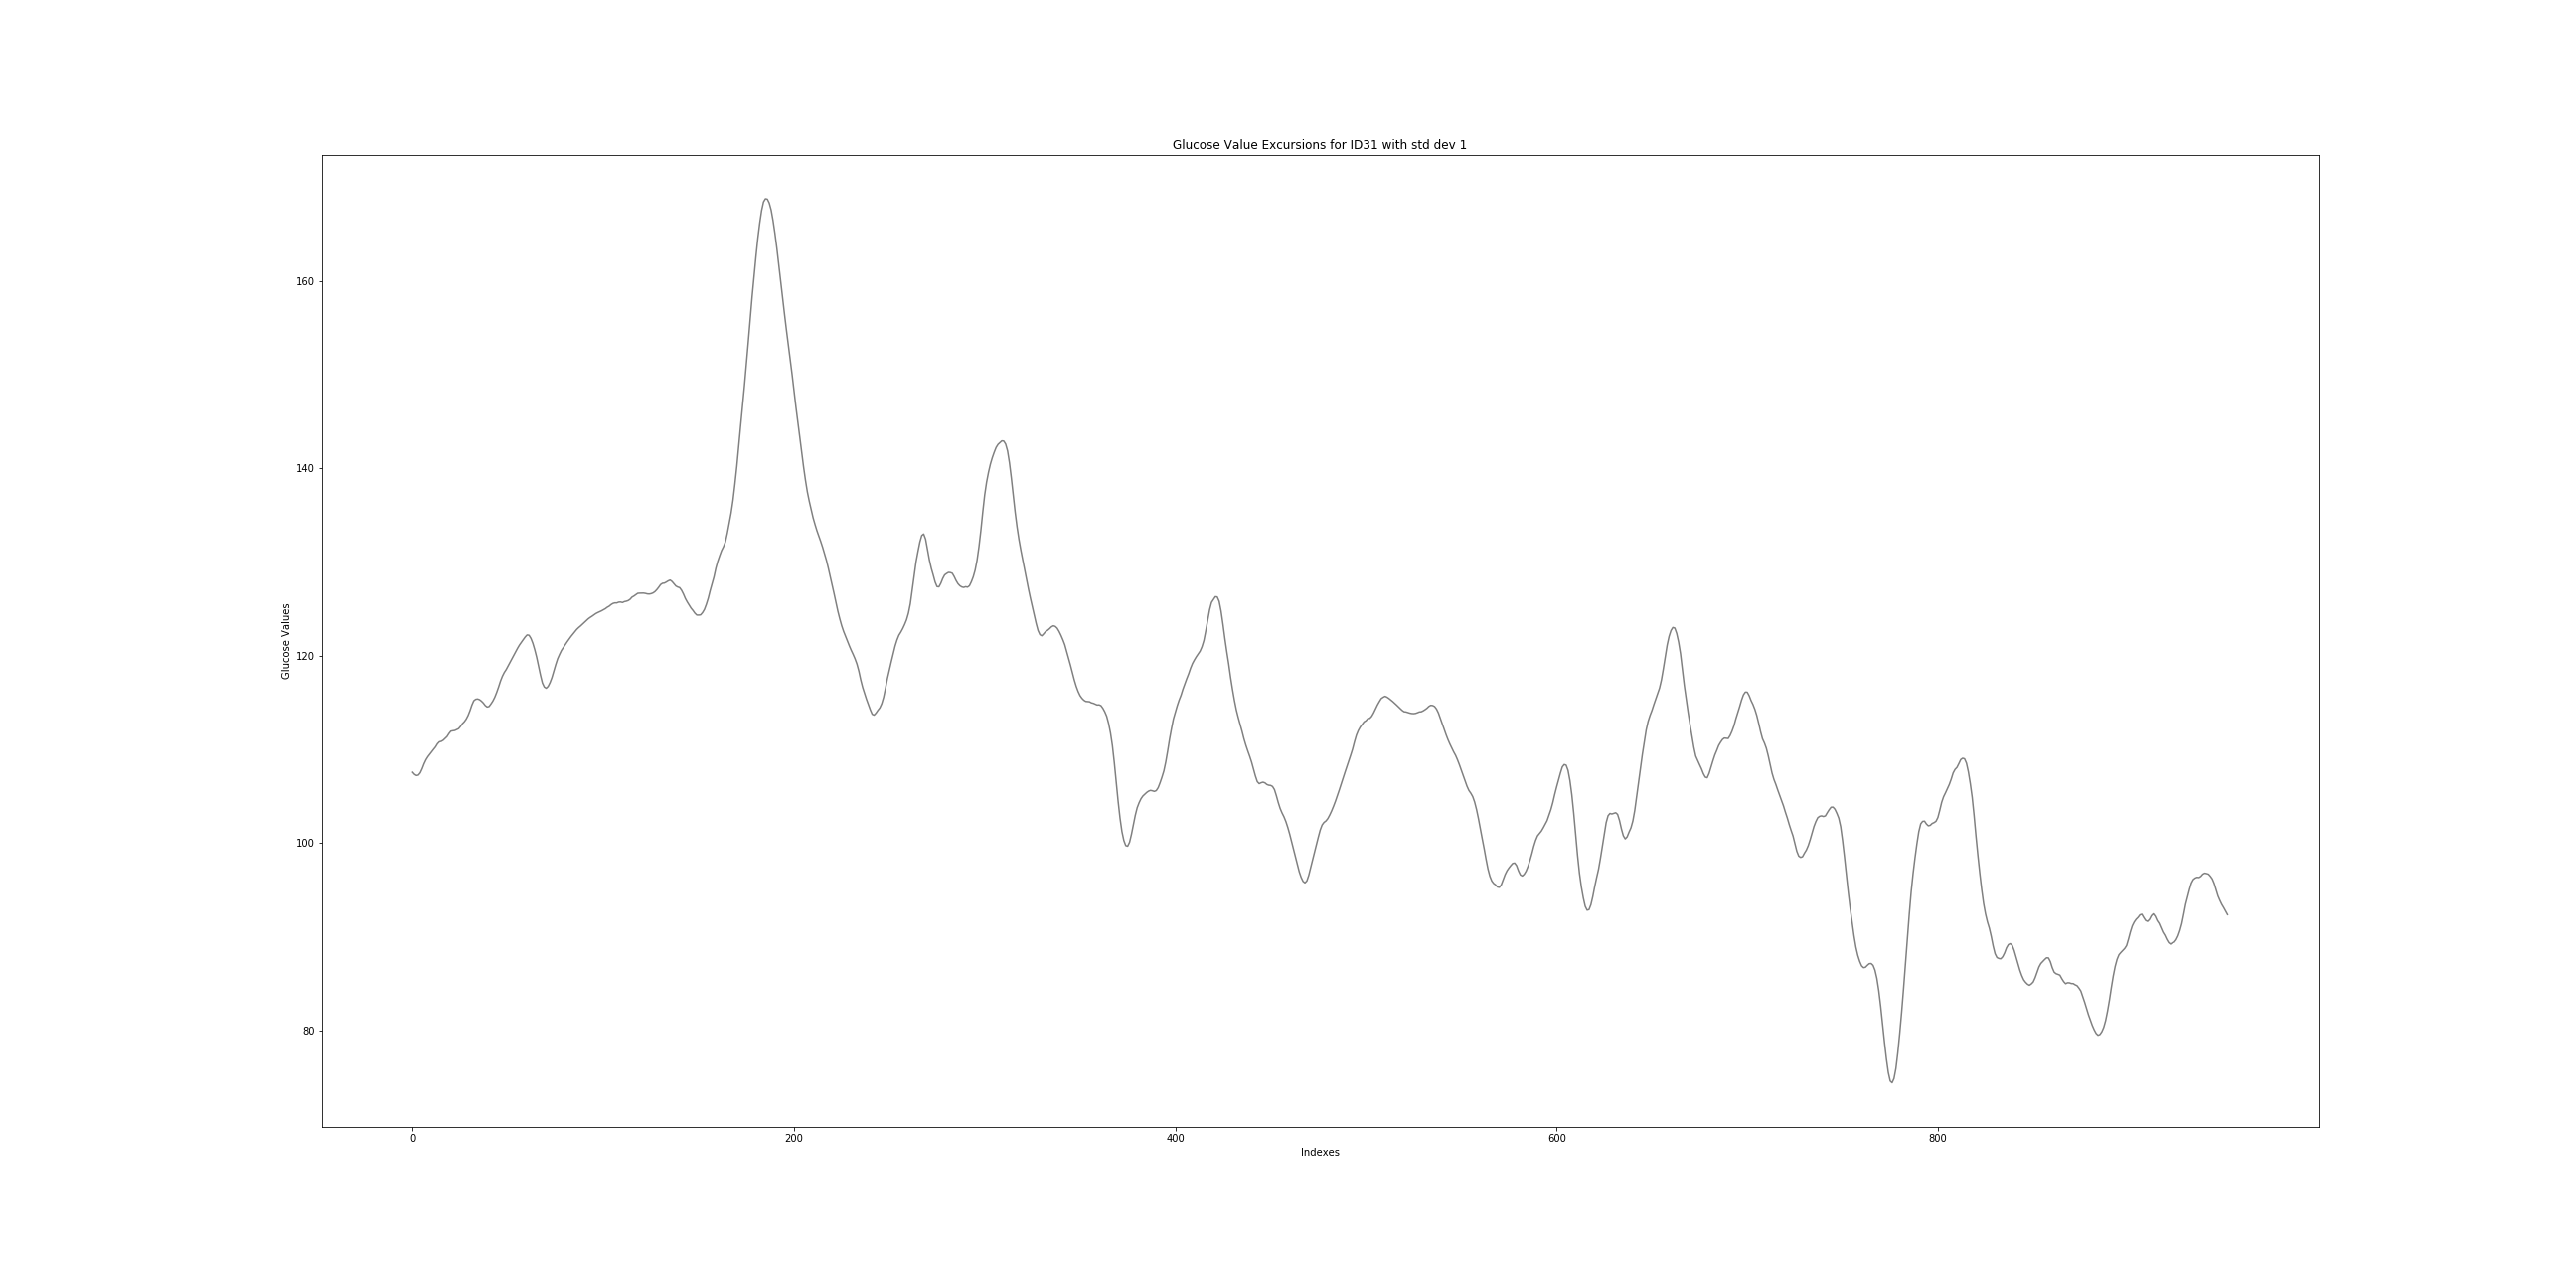 Glucose Value Excursions for ID31 with std dev 1
Glucose Values
160
140
120
100
80
0 200 400 600 800
Indexes